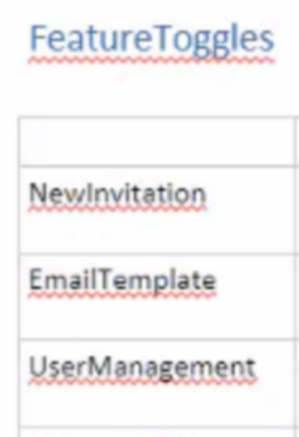 FeatureToggles
NewInvitation
EmailTemplate
UserManagement